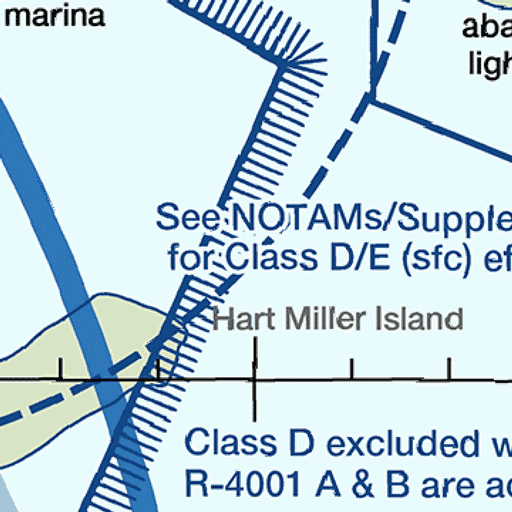 marina
aba
ligh
See NOTAMs/Supple
for Class D/E (sfc) ef
Hart Miller Island
Class D excluded w
R-4001 A & B are ac